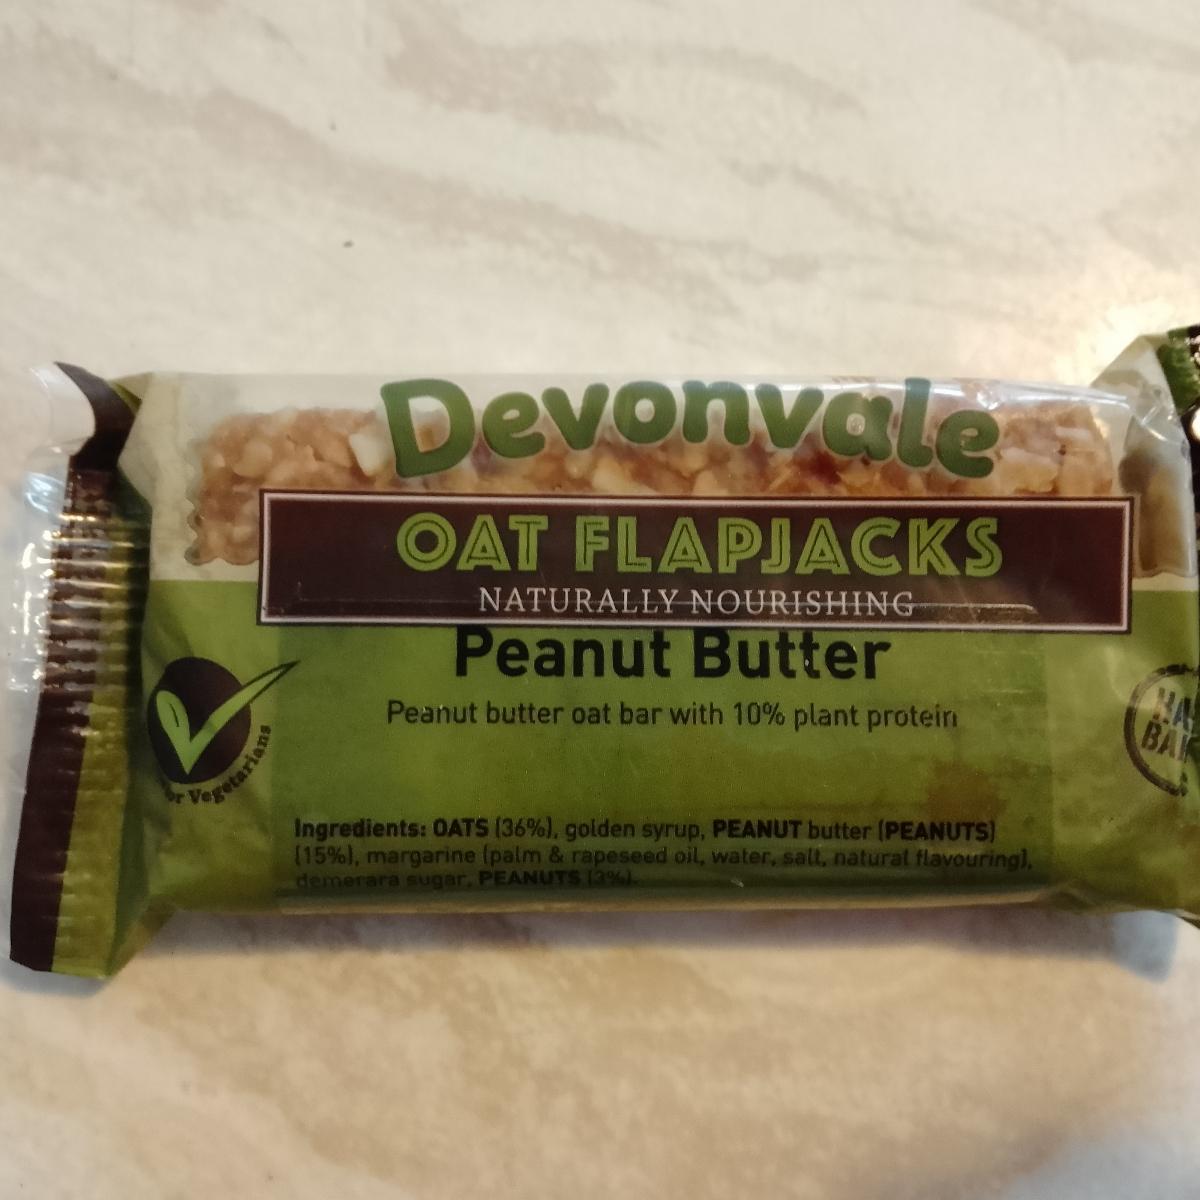 Devonvale
OAT FLAPJACKS
NATURALLY NOURISHING
Peanut Butter
Peanut butter oat bar with 10% plant protein
Vegetarians
Ingredients: OATS (36%), golden syrup, PEANUT butter (PEANUTS)
(15%), margarine (palm & rapeseed oil, water, salt, natural flavouring),
demerara sugar, PEANUTS (3%).